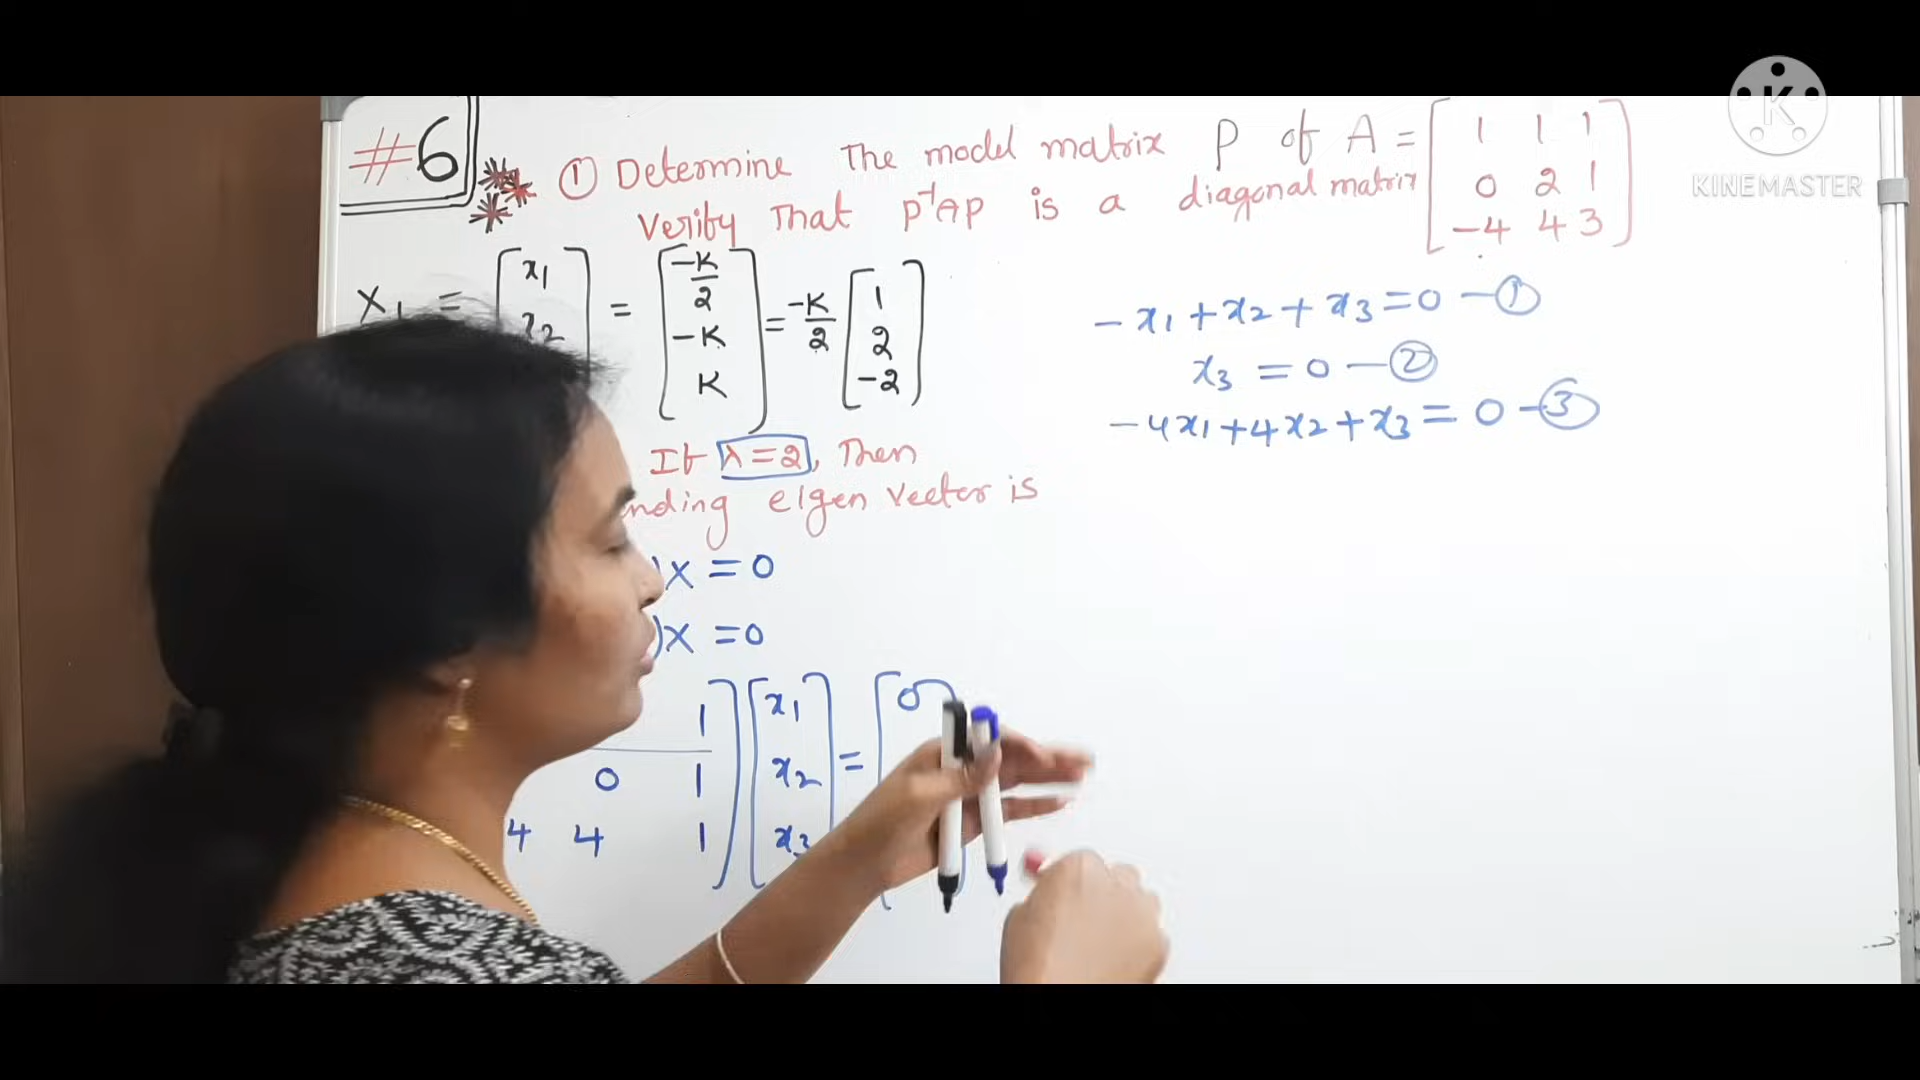 #6
① Determine The model matrix P of A = [1 1 1
0 2 1
-4 4 3]
Verify That P⁻¹AP is a diagonal matrix
X1 = [x1 x2 = [-K/2 -K K] = -K/2 [1 2 -2]
If λ=2, Then
nding eigen vector is
)X = 0
)X = 0
1 ] [x1 = [0
0 1 x2
4 4 1 x3
-x1 + x2 + x3 = 0 — ①
x3 = 0 — ②
-4x1 + 4x2 + x3 = 0 — ③
K
KINEMASTER